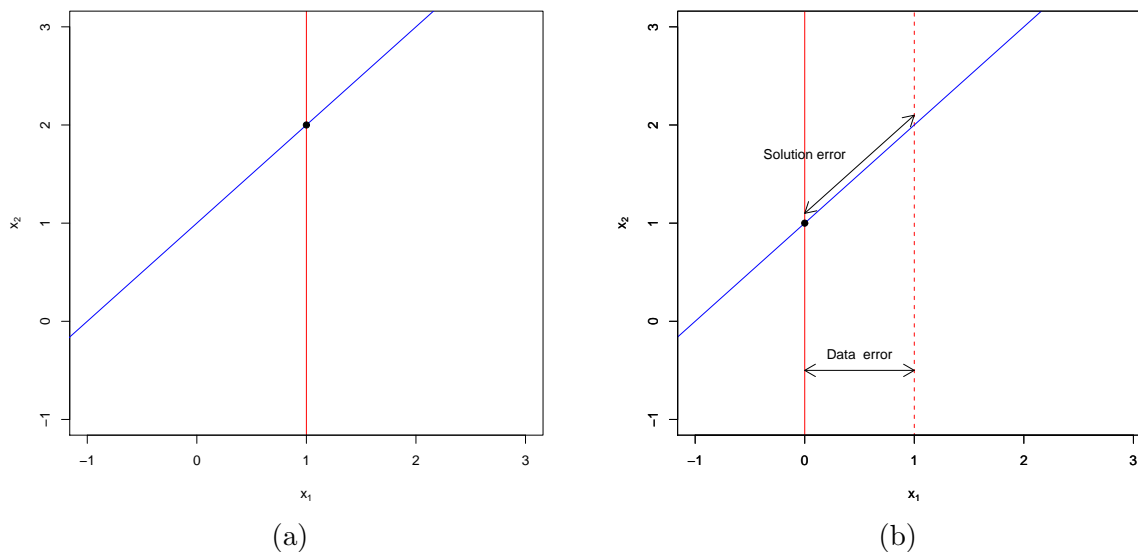 3
2
1
0
−1
x₂
−1 0 1 2 3
x₁
(a)
3
2
1
0
−1
x₂
Solution error
Data error
−1 0 1 2 3
x₁
(b)